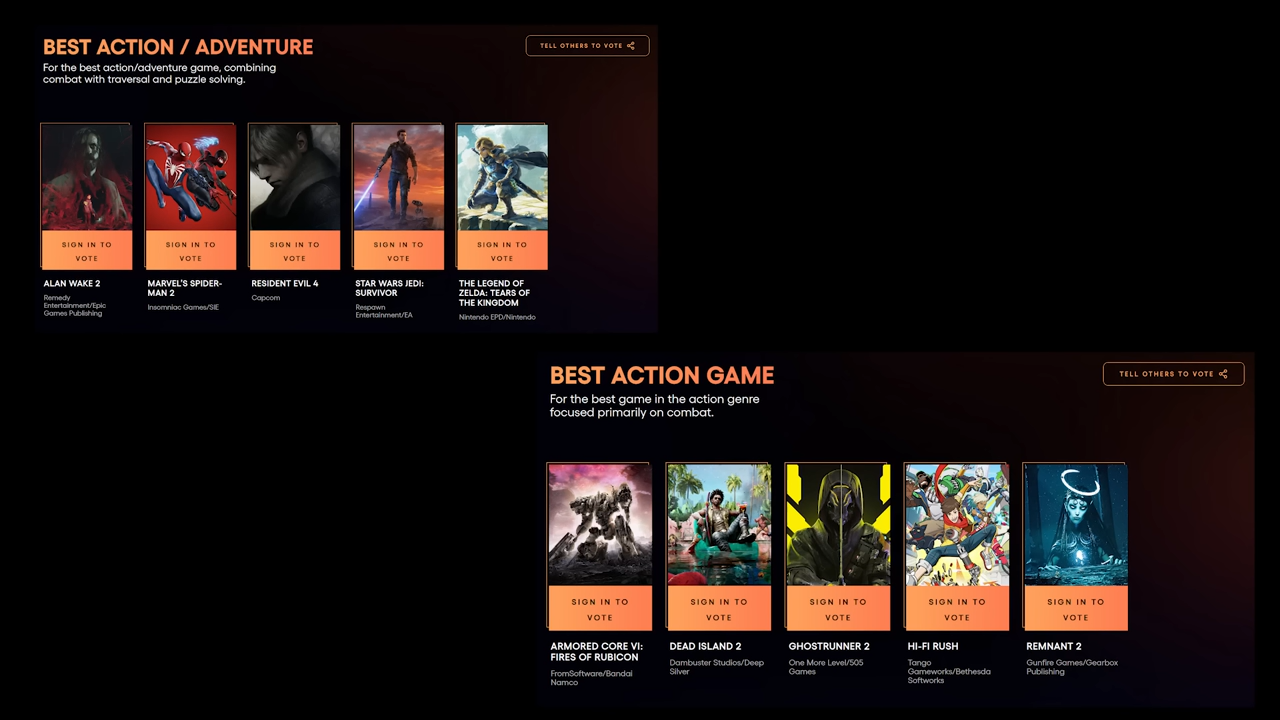 BEST ACTION / ADVENTURE
TELL OTHERS TO VOTE
For the best action/adventure game, combining
combat with traversal and puzzle solving.
SIGN IN TO
VOTE
SIGN IN TO
VOTE
SIGN IN TO
VOTE
SIGN IN TO
VOTE
SIGN IN TO
VOTE
ALAN WAKE 2
Remedy
Entertainment/Epic
Games Publishing
MARVEL'S SPIDER-
MAN 2
Insomniac Games/SIE
RESIDENT EVIL 4
Capcom
STAR WARS JEDI:
SURVIVOR
Respawn
Entertainment/EA
THE LEGEND OF
ZELDA: TEARS OF
THE KINGDOM
Nintendo EPD/Nintendo
BEST ACTION GAME
TELL OTHERS TO VOTE
For the best game in the action genre
focused primarily on combat.
SIGN IN TO
VOTE
SIGN IN TO
VOTE
SIGN IN TO
VOTE
SIGN IN TO
VOTE
SIGN IN TO
VOTE
ARMORED CORE VI:
FIRES OF RUBICON
FromSoftware/Bandai
Namco
DEAD ISLAND 2
Dambuster Studios/Deep
Silver
GHOSTRUNNER 2
One More Level/505
Games
HI-FI RUSH
Tango
Gameworks/Bethesda
Softworks
REMNANT 2
Gunfire Games/Gearbox
Publishing